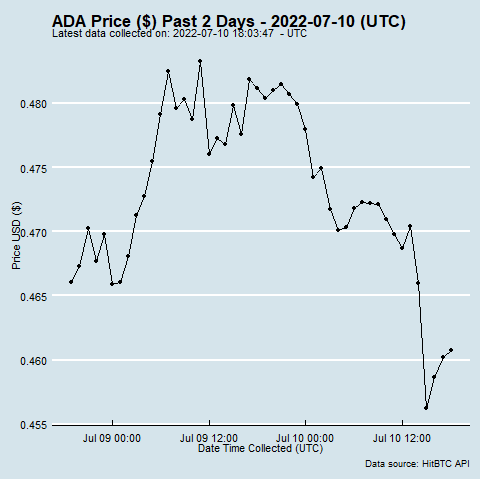 ADA Price ($) Past 2 Days - 2022-07-10 (UTC)
Latest data collected on: 2022-07-10 18:03:47 - UTC
0.480
0.475
0.470
0.465
0.460
0.455
Price USD ($)
Jul 09 00:00 Jul 09 12:00 Jul 10 00:00 Jul 10 12:00
Date Time Collected (UTC)
Data source: HitBTC API